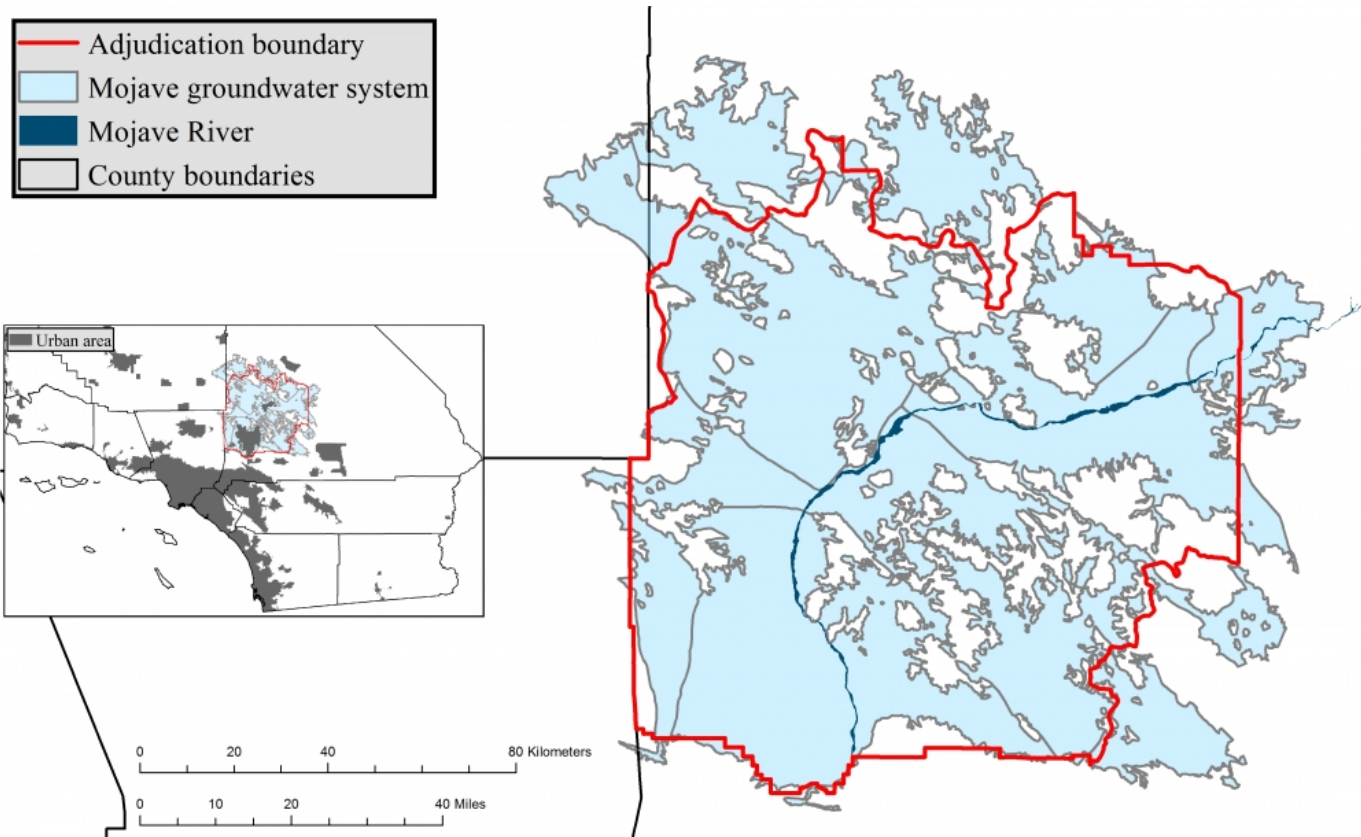 Adjudication boundary
Mojave groundwater system
Mojave River
County boundaries
Urban area
0 20 40 80 Kilometers
0 10 20 40 Miles